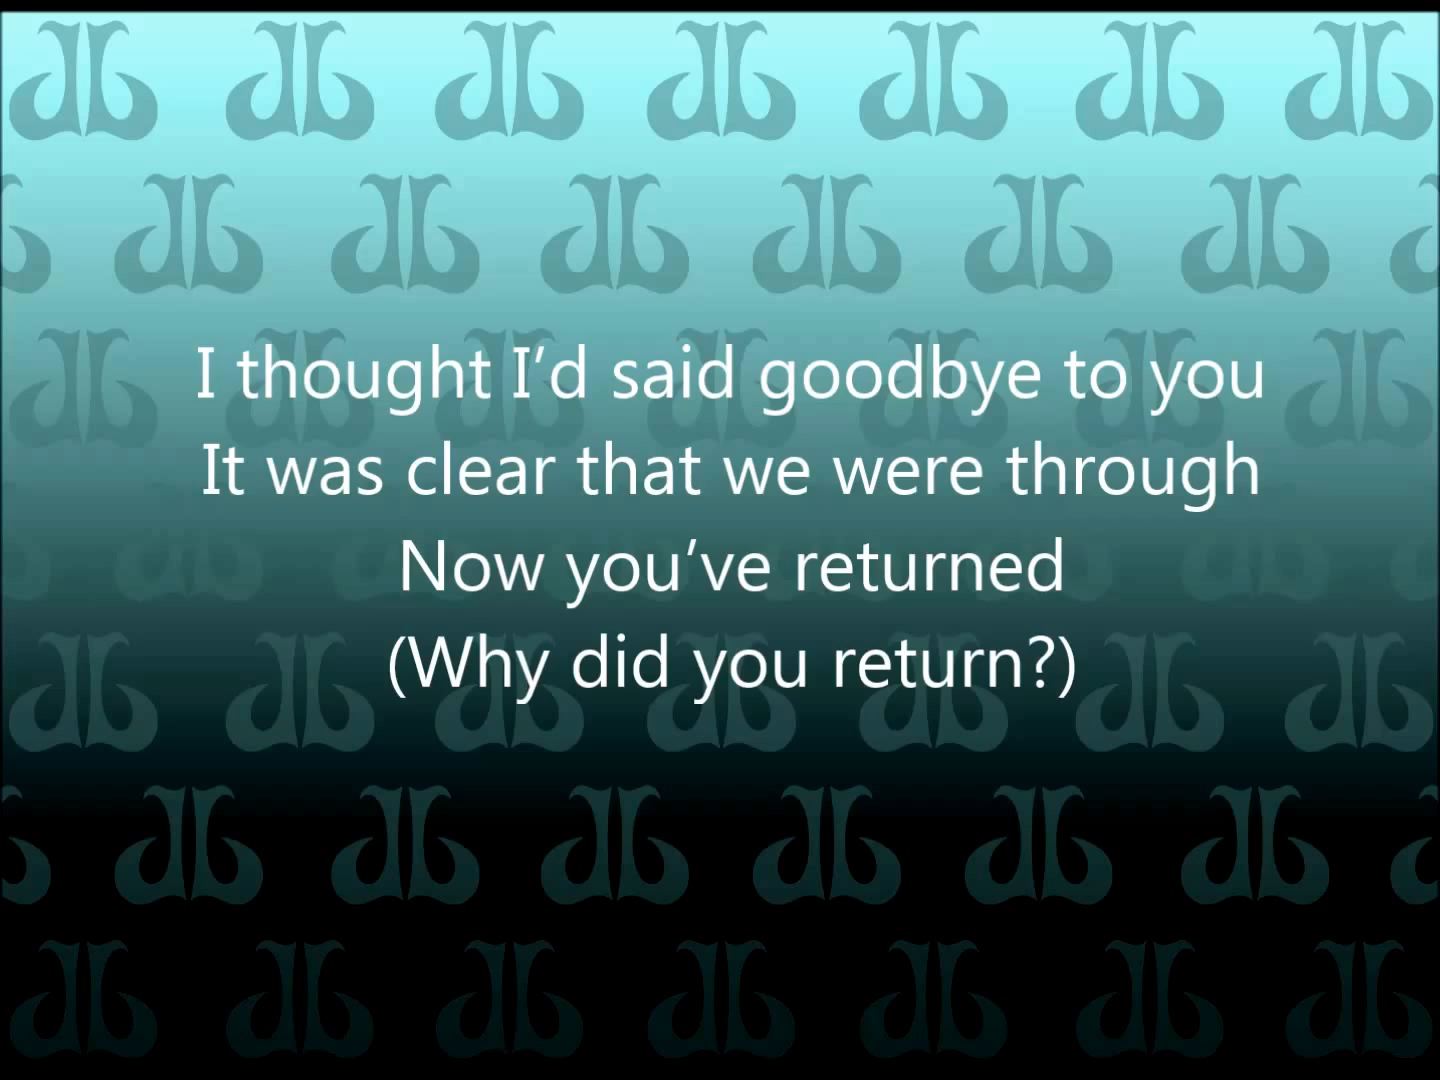 I thought I’d said goodbye to you
It was clear that we were through
Now you’ve returned
(Why did you return?)